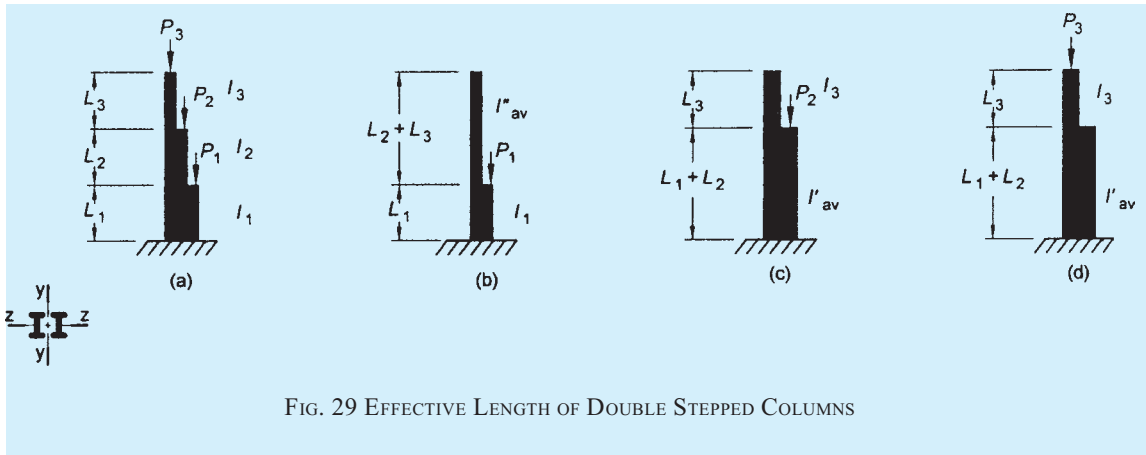 P3
L3
P2
I3
L2
P1
I2
L1
I1
(a)
L2 + L3
I"av
P1
L1
I1
(b)
L3
P2
I3
L1 + L2
I'av
(c)
P3
L3
I3
L1 + L2
I'av
(d)
y
z z
y
FIG. 29 EFFECTIVE LENGTH OF DOUBLE STEPPED COLUMNS